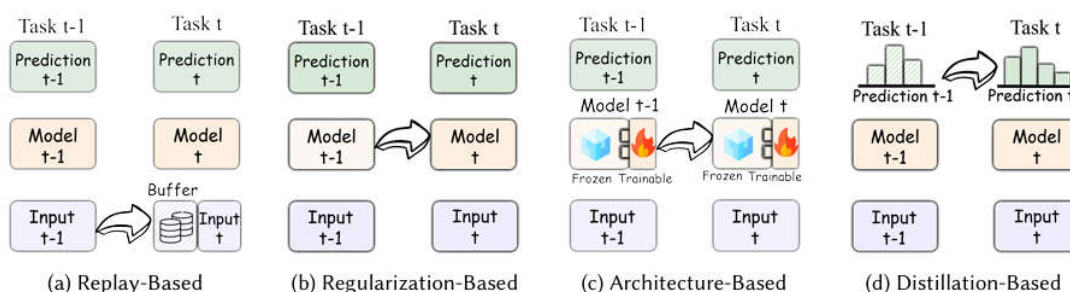 Task t-1
Task t
Prediction
t-1
Prediction
t
Model
t-1
Model
t
Buffer
Input
t-1
Input
t
(a) Replay-Based
Task t-1
Task t
Prediction
t-1
Prediction
t
Model
t-1
Model
t
Input
t-1
Input
t
(b) Regularization-Based
Task t-1
Task t
Prediction
t-1
Prediction
t
Model t-1
Model t
Frozen Trainable
Frozen Trainable
Input
t-1
Input
t
(c) Architecture-Based
Task t-1
Task t
Prediction t-1
Prediction t
Model
t-1
Model
t
Input
t-1
Input
t
(d) Distillation-Based